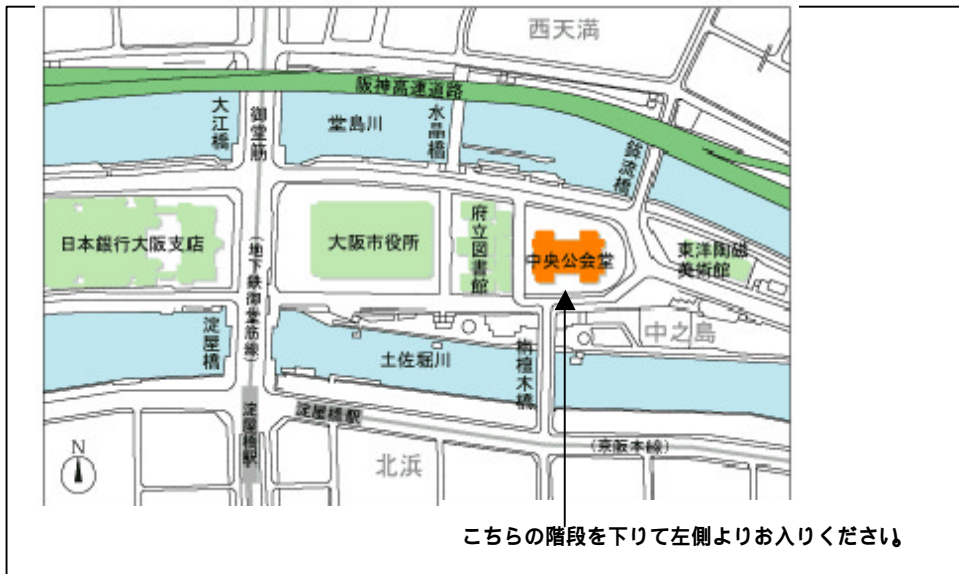 西天満
阪神高速道路
大江橋
御堂筋
堂島川
水晶橋
鉾流橋
日本銀行大阪支店
(地下鉄御堂筋線)
大阪市役所
府立図書館
中央公会堂
東洋陶磁
美術館
中之島
淀屋橋
土佐堀川
栴檀木橋
淀屋橋駅
淀屋橋駅
(京阪本線)
北浜
N
こちらの階段を下りて左側よりお入りください。